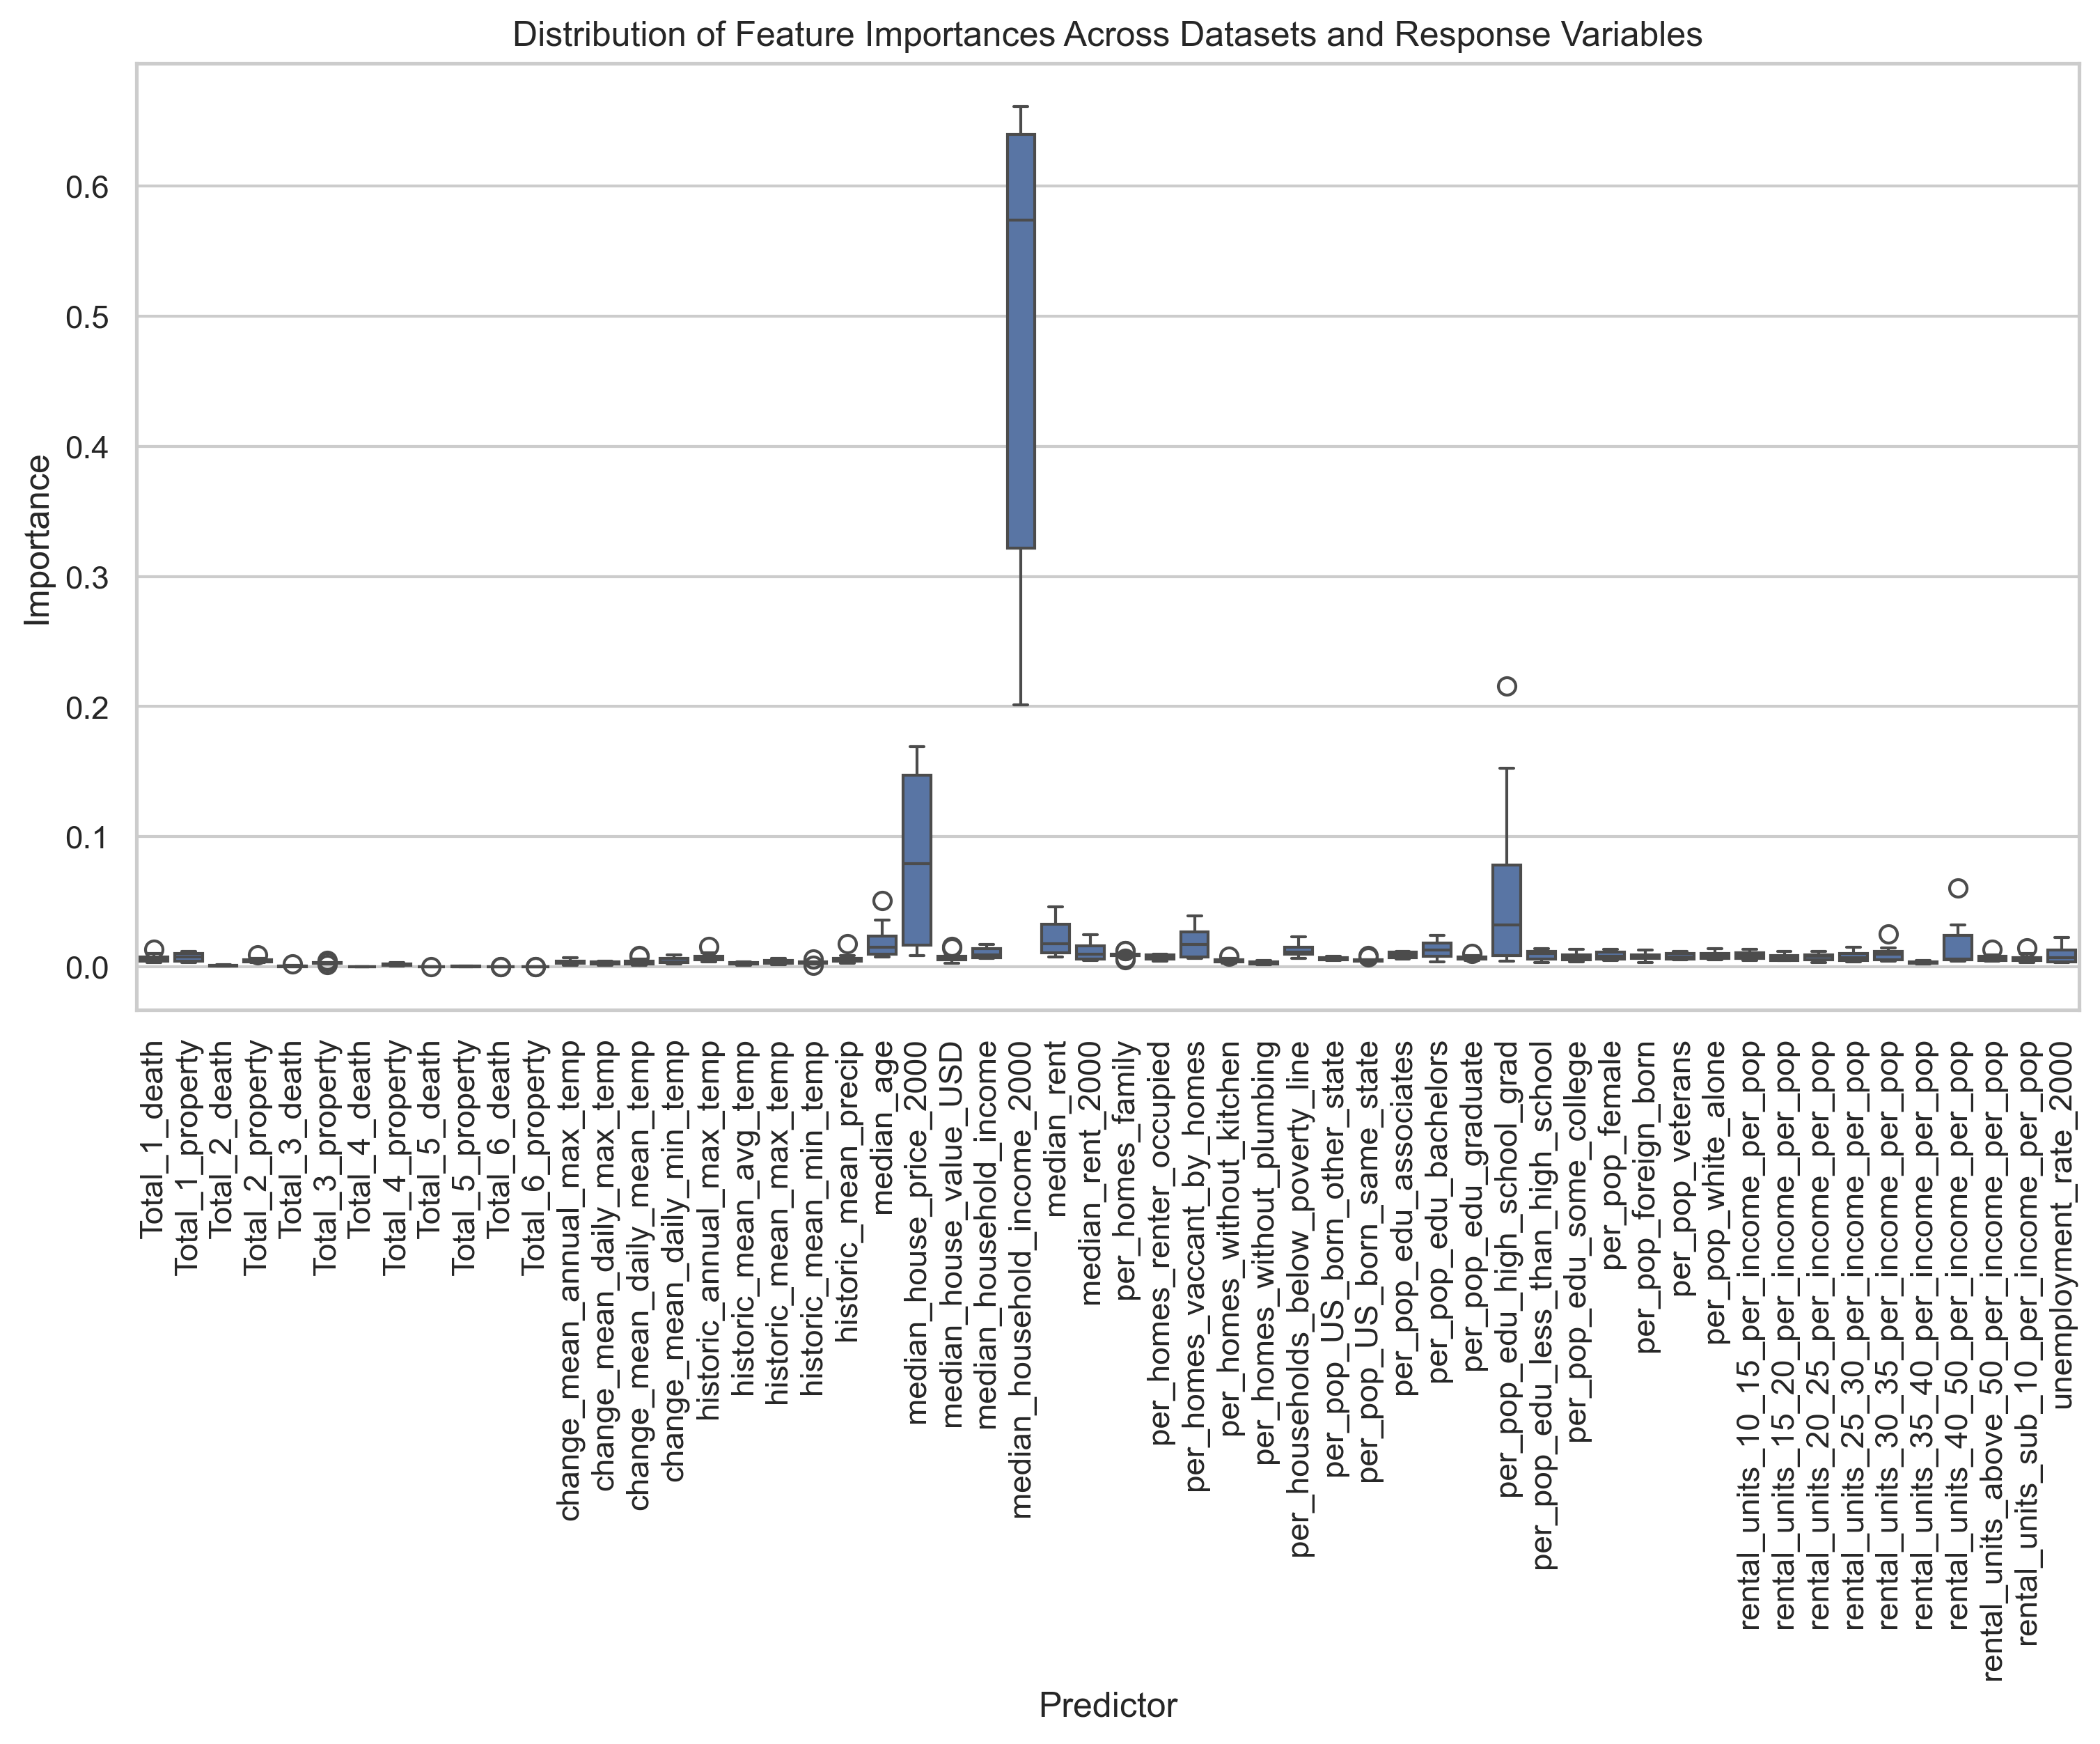 Distribution of Feature Importances Across Datasets and Response Variables
Importance
0.6
0.5
0.4
0.3
0.2
0.1
0.0
Total_1_death
Total_1_property
Total_2_death
Total_2_property
Total_3_death
Total_3_property
Total_4_death
Total_4_property
Total_5_death
Total_5_property
Total_6_death
Total_6_property
change_mean_annual_max_temp
change_mean_daily_max_temp
change_mean_daily_mean_temp
change_mean_daily_min_temp
historic_annual_max_temp
historic_mean_avg_temp
historic_mean_max_temp
historic_mean_min_temp
historic_mean_precip
median_age
median_house_price_2000
median_house_value_USD
median_household_income
median_household_income_2000
median_rent
median_rent_2000
per_homes_family
per_homes_renter_occupied
per_homes_vaccant_by_homes
per_homes_without_kitchen
per_homes_without_plumbing
per_households_below_poverty_line
per_pop_US_born_other_state
per_pop_US_born_same_state
per_pop_edu_associates
per_pop_edu_bachelors
per_pop_edu_graduate
per_pop_edu_high_school_grad
per_pop_edu_less_than_high_school
per_pop_edu_some_college
per_pop_female
per_pop_foreign_born
per_pop_veterans
per_pop_white_alone
rental_units_10_15_per_income_per_pop
rental_units_15_20_per_income_per_pop
rental_units_20_25_per_income_per_pop
rental_units_25_30_per_income_per_pop
rental_units_30_35_per_income_per_pop
rental_units_35_40_per_income_per_pop
rental_units_40_50_per_income_per_pop
rental_units_above_50_per_income_per_pop
rental_units_sub_10_per_income_per_pop
unemployment_rate_2000
Predictor